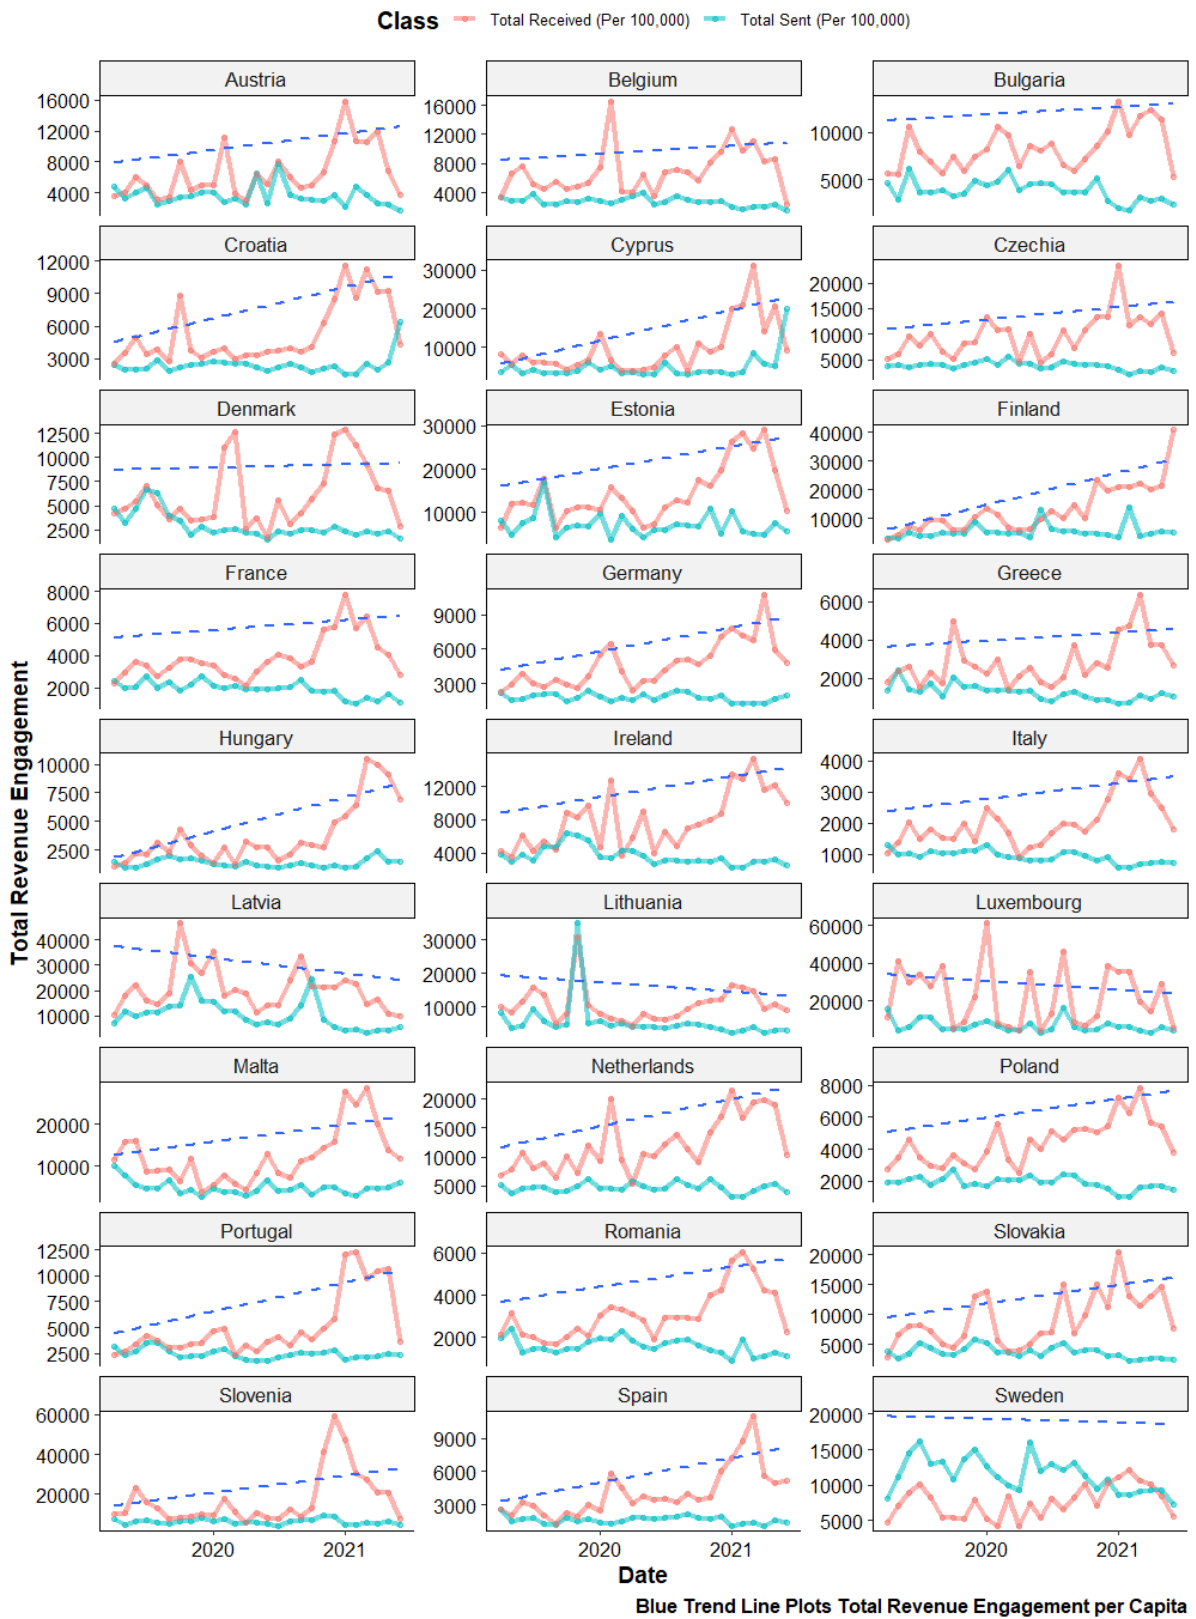 Class Total Received (Per 100,000) Total Sent (Per 100,000)
Austria Belgium Bulgaria
16000 12000 8000 4000
16000 12000 8000 4000
10000 5000
Croatia Cyprus Czechia
12000 9000 6000 3000
30000 20000 10000
20000 15000 10000 5000
Denmark Estonia Finland
12500 10000 7500 5000 2500
30000 20000 10000
40000 30000 20000 10000
France Germany Greece
8000 6000 4000 2000
9000 6000 3000
6000 4000 2000
Hungary Ireland Italy
10000 7500 5000 2500
12000 8000 4000
4000 3000 2000 1000
Latvia Lithuania Luxembourg
40000 30000 20000 10000
30000 20000 10000
60000 40000 20000
Malta Netherlands Poland
20000 10000
20000 15000 10000 5000
8000 6000 4000 2000
Portugal Romania Slovakia
12500 10000 7500 5000 2500
6000 4000 2000
20000 15000 10000 5000
Slovenia Spain Sweden
60000 40000 20000
9000 6000 3000
20000 15000 10000 5000
2020 2021 2020 2021 2020 2021
Total Revenue Engagement
Date
Blue Trend Line Plots Total Revenue Engagement per Capita